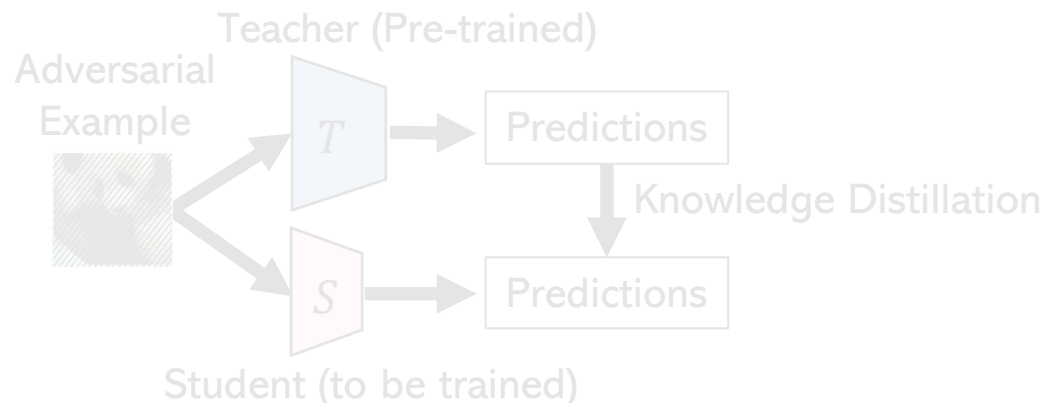 Teacher (Pre-trained)
Adversarial
Example
T
Predictions
Knowledge Distillation
S
Predictions
Student (to be trained)